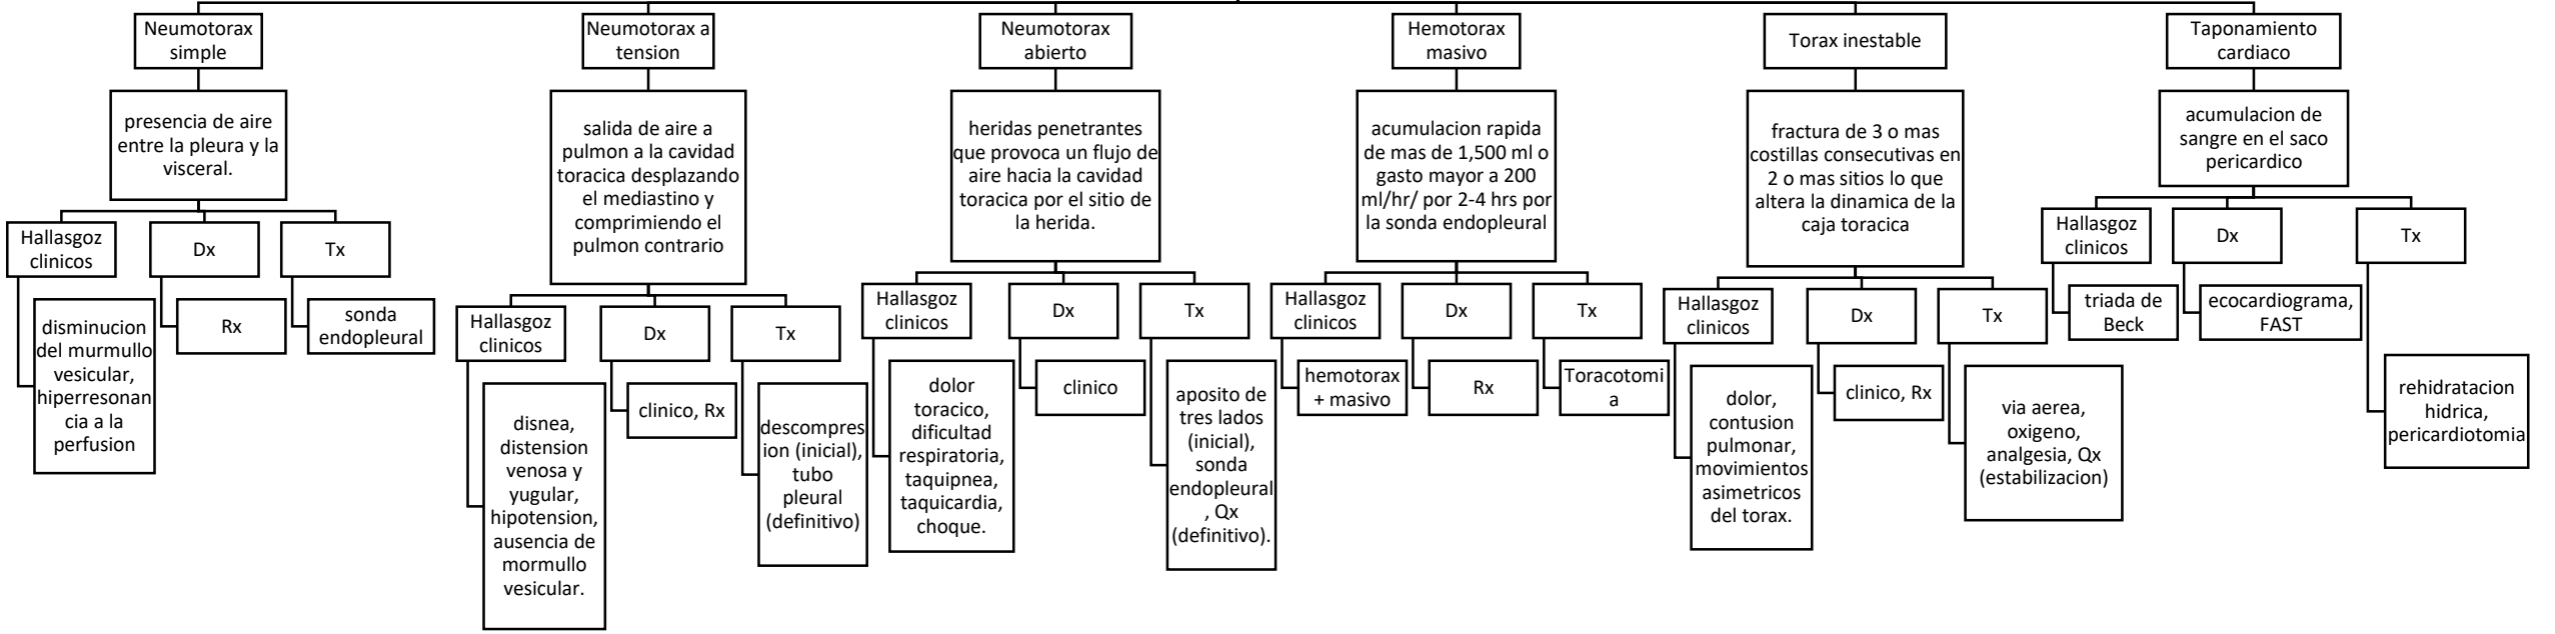 Neumotorax
simple
presencia de aire
entre la pleura y la
visceral.
Hallasgoz
clinicos
disminucion
del murmullo
vesicular,
hiperresonan
cia a la
perfusion
Dx
Rx
Tx
sonda
endopleural
Neumotorax a
tension
salida de aire a
pulmon a la cavidad
toracica desplazando
el mediastino y
comprimiendo el
pulmon contrario
Hallasgoz
clinicos
disnea,
distension
venosa y
yugular,
hipotension,
ausencia de
mormullo
vesicular.
Dx
clinico, Rx
Tx
descompres
ion (inicial),
tubo
pleural
(definitivo)
Neumotorax
abierto
heridas penetrantes
que provoca un flujo de
aire hacia la cavidad
toracica por el sitio de
la herida.
Hallasgoz
clinicos
dolor
toracico,
dificultad
respiratoria,
taquipnea,
taquicardia,
choque.
Dx
clinico
Tx
aposito de
tres lados
(inicial),
sonda
endopleural
, Qx
(definitivo).
Hemotorax
masivo
acumulacion rapida
de mas de 1,500 ml o
gasto mayor a 200
ml/hr/ por 2-4 hrs por
la sonda endopleural
Hallasgoz
clinicos
hemotorax
+ masivo
Dx
Rx
Tx
Toracotomi
a
Torax inestable
fractura de 3 o mas
costillas consecutivas en
2 o mas sitios lo que
altera la dinamica de la
caja toracica
Hallasgoz
clinicos
dolor,
contusion
pulmonar,
movimientos
asimetricos
del torax.
Dx
clinico, Rx
Tx
via aerea,
oxigeno,
analgesia, Qx
(estabilizacion)
Taponamiento
cardiaco
acumulacion de
sangre en el saco
pericardico
Hallasgoz
clinicos
triada de
Beck
Dx
ecocardiograma,
FAST
Tx
rehidratacion
hidrica,
pericardiotomia